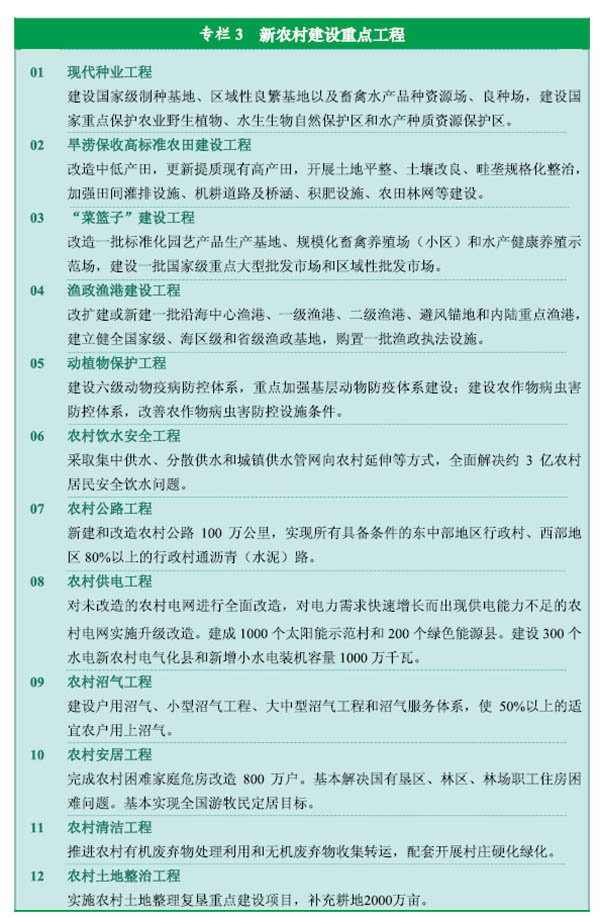 专栏 3 新农村建设重点工程
01 现代种业工程
建设国家级制种基地、区域性良繁基地以及畜禽水产品种资源场、良种场，建设国
家重点保护农业野生植物、水生生物自然保护区和水产种质资源保护区。
02 旱涝保收高标准农田建设工程
改造中低产田，更新提质现有高产田，开展土地平整、土壤改良、畦垄规格化整治，
加强田间灌排设施、机耕道路及桥涵、积肥设施、农田林网等建设。
03 “菜篮子”建设工程
改造一批标准化园艺产品生产基地、规模化畜禽养殖场（小区）和水产健康养殖示
范场，建设一批国家级重点大型批发市场和区域性批发市场。
04 渔政渔港建设工程
改扩建或新建一批沿海中心渔港、一级渔港、二级渔港、避风锚地和内陆重点渔港，
建立健全国家级、海区级和省级渔政基地，购置一批渔政执法设施。
05 动植物保护工程
建设六级动物疫病防控体系，重点加强基层动物防疫体系建设；建设农作物病虫害
防控体系，改善农作物病虫害防控设施条件。
06 农村饮水安全工程
采取集中供水、分散供水和城镇供水管网向农村延伸等方式，全面解决约 3 亿农村
居民安全饮水问题。
07 农村公路工程
新建和改造农村公路 100 万公里，实现所有具备条件的东中部地区行政村、西部地
区 80%以上的行政村通沥青（水泥）路。
08 农村供电工程
对未改造的农村电网进行全面改造，对电力需求快速增长而出现供电能力不足的农
村电网实施升级改造。建成 1000 个太阳能示范村和 200 个绿色能源县。建设 300 个
水电新农村电气化县和新增小水电装机容量 1000 万千瓦。
09 农村沼气工程
建设户用沼气、小型沼气工程、大中型沼气工程和沼气服务体系，使 50%以上的适
宜农户用上沼气。
10 农村安居工程
完成农村困难家庭危房改造 800 万户。基本解决国有垦区、林区、林场职工住房困
难问题。基本实现全国游牧民定居目标。
11 农村清洁工程
推进农村有机废弃物处理利用和无机废弃物收集转运，配套开展村庄硬化绿化。
12 农村土地整治工程
实施农村土地整理复垦重点建设项目，补充耕地2000万亩。